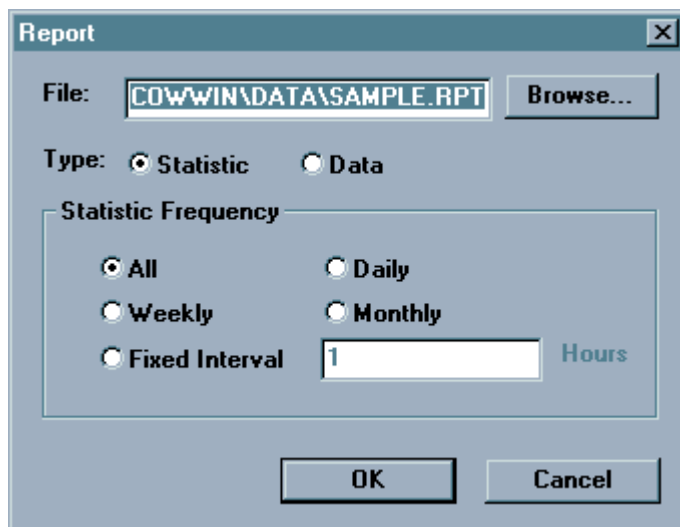 Report
File: COWWIN\DATA\SAMPLE.RPT Browse...
Type: Statistic Data
Statistic Frequency
All Daily
Weekly Monthly
Fixed Interval 1 Hours
OK Cancel